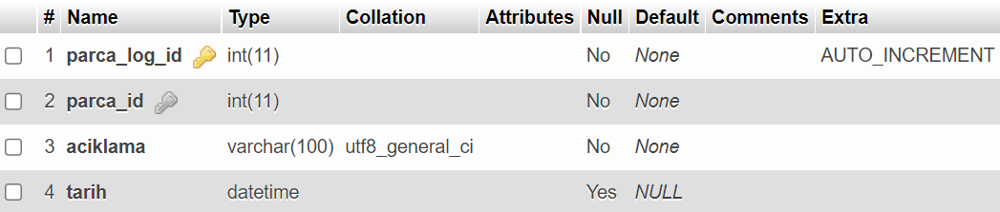 # Name Type Collation Attributes Null Default Comments Extra
1 parca_log_id int(11) No None AUTO_INCREMENT
2 parca_id int(11) No None
3 aciklama varchar(100) utf8_general_ci No None
4 tarih datetime Yes NULL